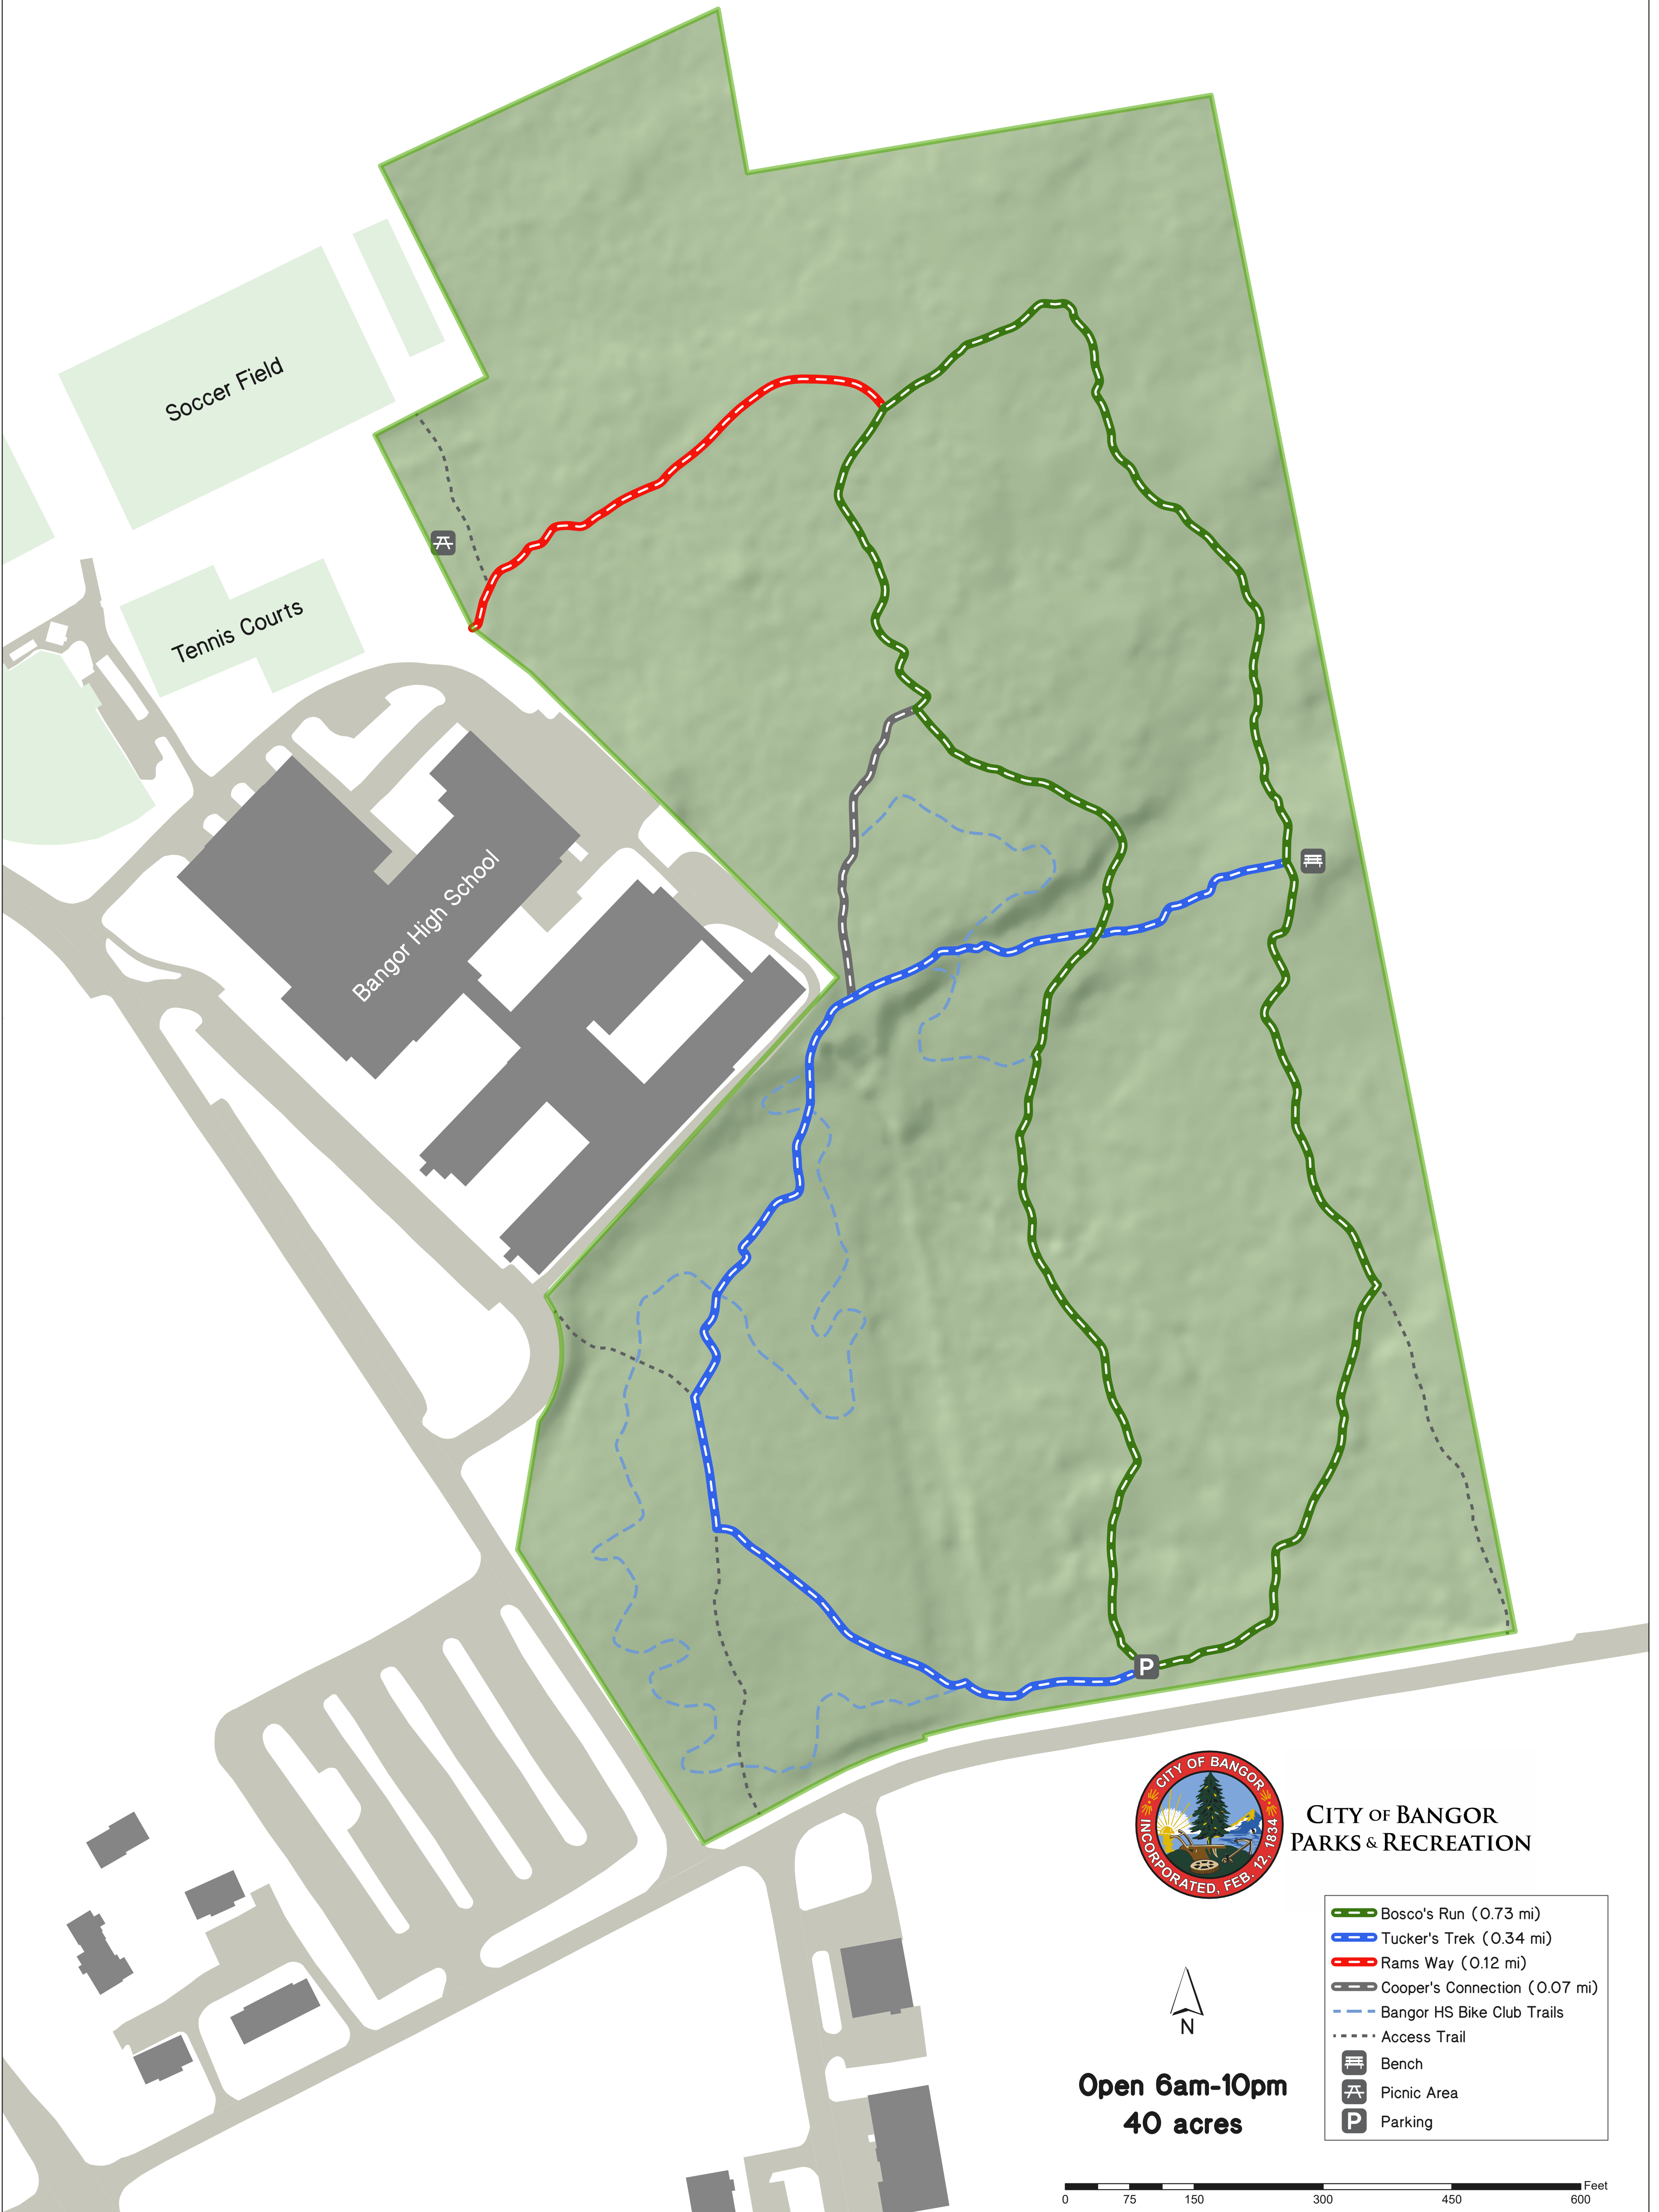 Soccer Field
Tennis Courts
Bangor High School
P
CITY OF BANGOR
INCORPORATED, FEB. 12, 1834
CITY OF BANGOR
PARKS & RECREATION
Bosco's Run (0.73 mi)
Tucker's Trek (0.34 mi)
Rams Way (0.12 mi)
Cooper's Connection (0.07 mi)
Bangor HS Bike Club Trails
Access Trail
Bench
Picnic Area
P Parking
N
Open 6am-10pm
40 acres
Feet
0 75 150 300 450 600